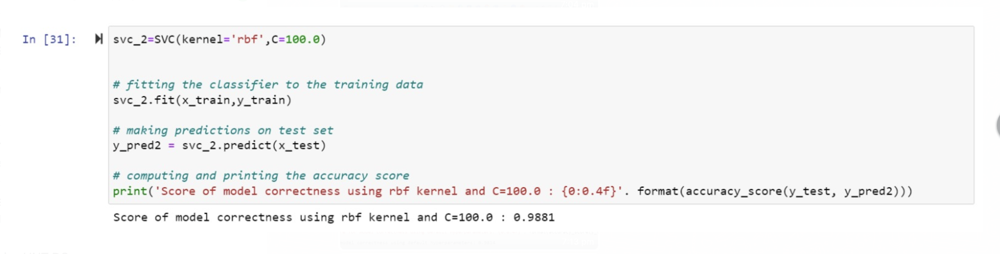 In [31]:
svc_2=SVC(kernel='rbf',C=100.0)
# fitting the classifier to the training data
svc_2.fit(x_train,y_train)
# making predictions on test set
y_pred2 = svc_2.predict(x_test)
# computing and printing the accuracy score
print('Score of model correctness using rbf kernel and C=100.0 : {0:0.4f}'. format(accuracy_score(y_test, y_pred2)))
Score of model correctness using rbf kernel and C=100.0 : 0.9881